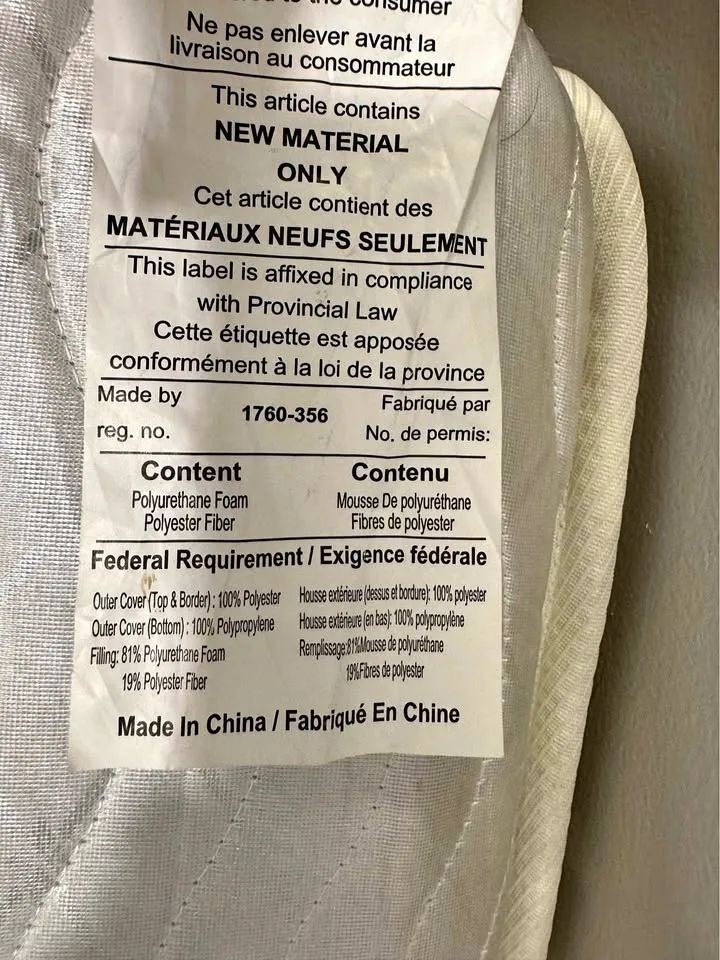 to the consumer
Ne pas enlever avant la
livraison au consommateur
This article contains
NEW MATERIAL
ONLY
Cet article contient des
MATÉRIAUX NEUFS SEULEMENT
This label is affixed in compliance
with Provincial Law
Cette étiquette est apposée
conformément à la loi de la province
Made by Fabriqué par
1760-356
reg. no. No. de permis:
Content Contenu
Polyurethane Foam Mousse De polyuréthane
Polyester Fiber Fibres de polyester
Federal Requirement / Exigence fédérale
Outer Cover (Top & Border) : 100% Polyester Housse extérieure (dessus et bordure): 100% polyester
Outer Cover (Bottom) : 100% Polypropylene Housse extérieure (en bas): 100% polypropylène
Filling: 81% Polyurethane Foam Remplissage:81%Mousse de polyuréthane
19% Polyester Fiber 19%Fibres de polyester
Made In China / Fabriqué En Chine